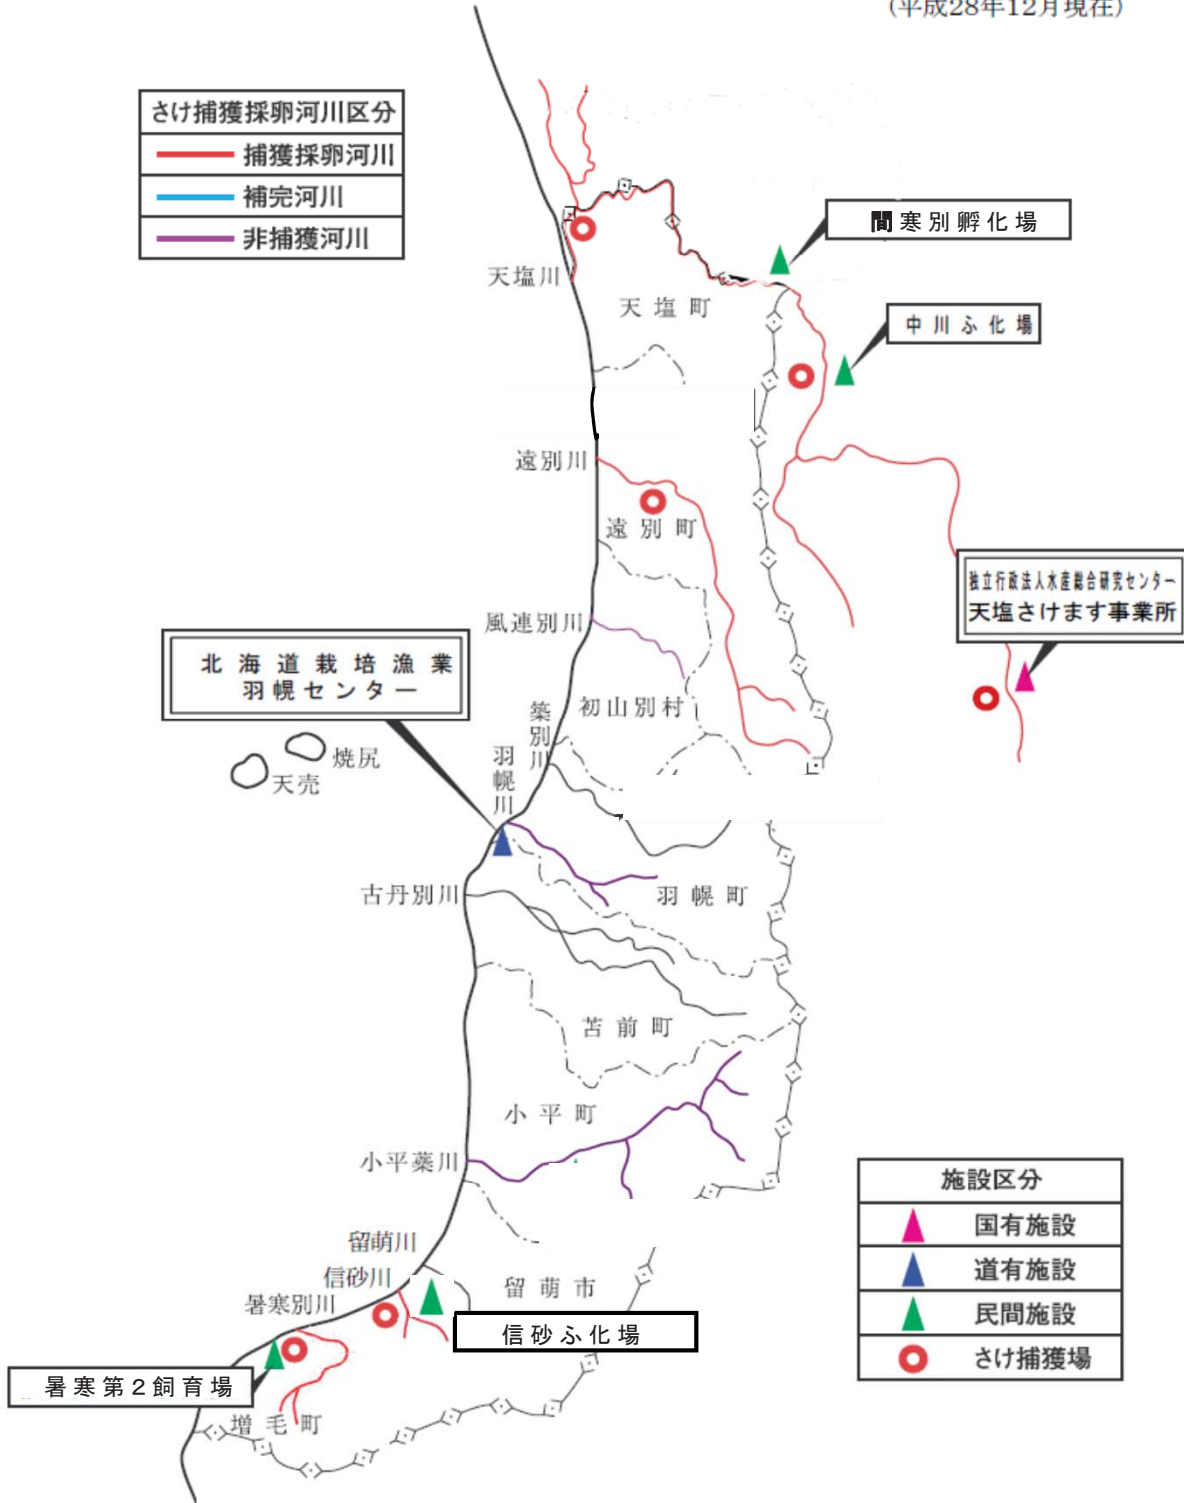 (平成28年12月現在)
さけ捕獲採卵河川区分
捕獲採卵河川
補完河川
非捕獲河川
間寒別孵化場
天塩川
天塩町
中川ふ化場
遠別川
遠別町
独立行政法人水産総合研究センター
天塩さけます事業所
風連別川
北海道栽培漁業
羽幌センター
初山別村
築別川
羽幌川
焼尻
天売
古丹別川
羽幌町
苫前町
小平町
小平蘂川
施設区分
国有施設
道有施設
民間施設
さけ捕獲場
留萌川
信砂川
留萌市
暑寒別川
信砂ふ化場
暑寒第2飼育場
増毛町